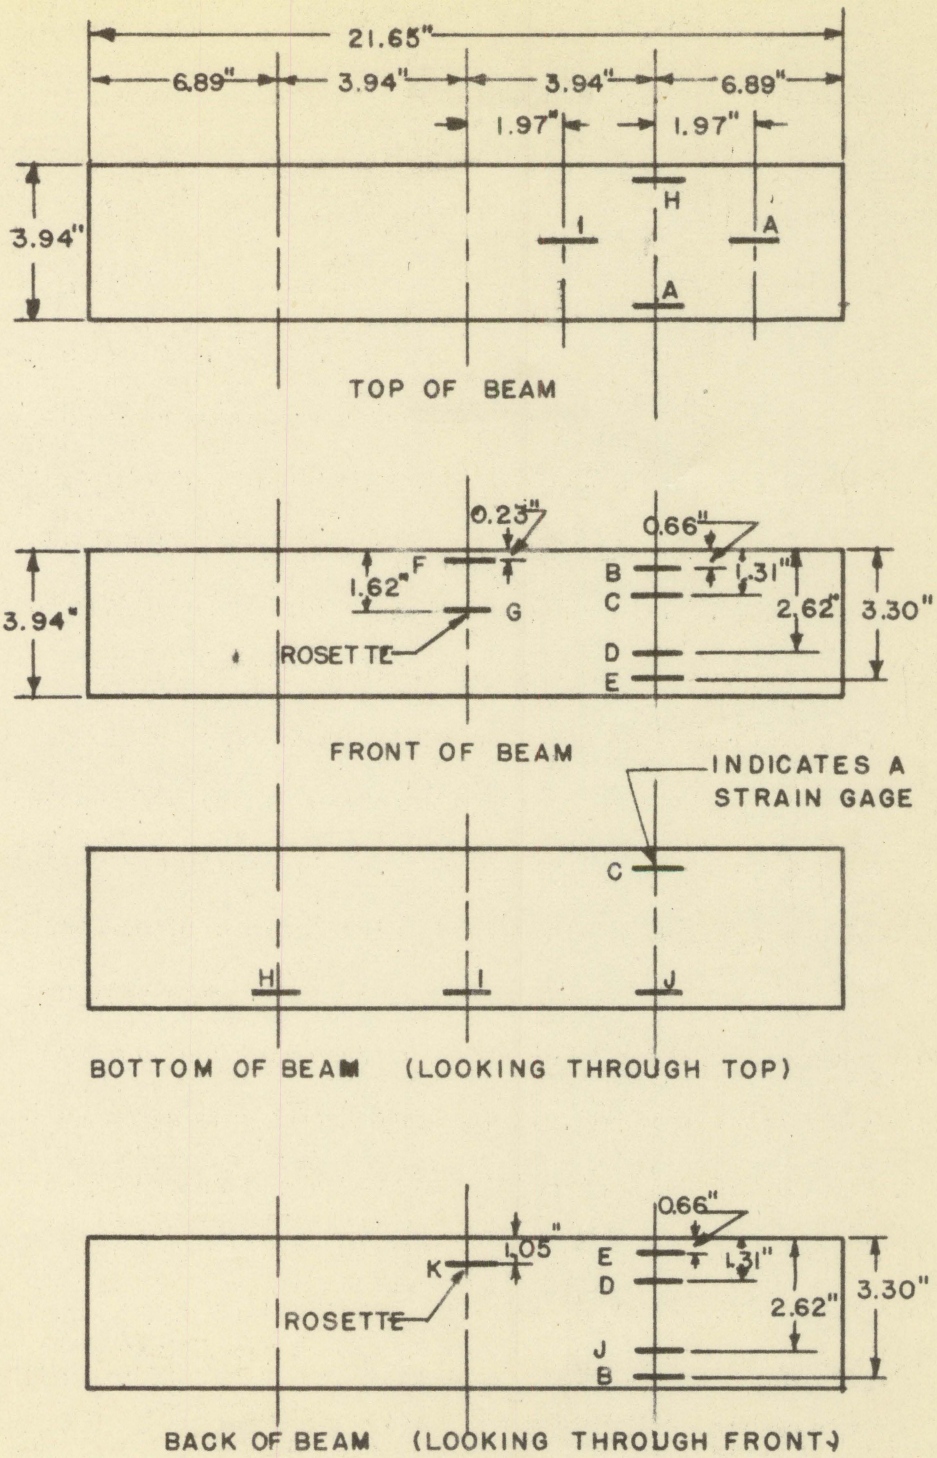 21.65"
6.89" 3.94" 3.94" 6.89"
1.97" 1.97"
3.94"
H
I A
A
TOP OF BEAM
0.23" 0.66"
F 1.62" B 1.31"
3.94" G C 2.62" 3.30"
ROSETTE D
E
FRONT OF BEAM
INDICATES A
STRAIN GAGE
C
H I J
BOTTOM OF BEAM (LOOKING THROUGH TOP)
0.66"
1.05" E 1.31"
K D 3.30"
ROSETTE 2.62"
J
B
BACK OF BEAM (LOOKING THROUGH FRONT)